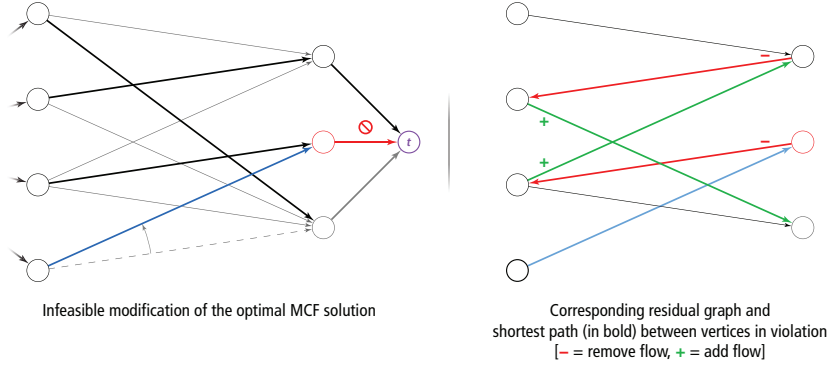 t
−
+
+
−
Infeasible modification of the optimal MCF solution
Corresponding residual graph and
shortest path (in bold) between vertices in violation
[− = remove flow, + = add flow]